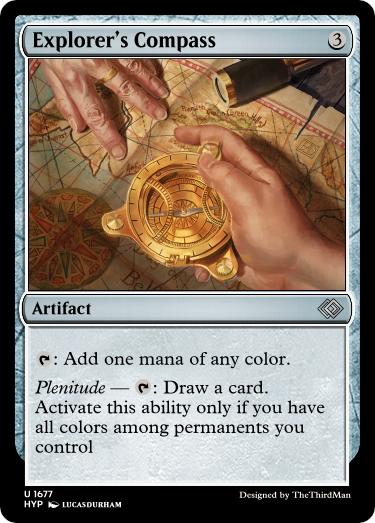 Explorer's Compass 3
Artifact
: Add one mana of any color.
Plenitude — : Draw a card.
Activate this ability only if you have
all colors among permanents you
control
U 1677
HYP LUCASDURHAM
Designed by TheThirdMan